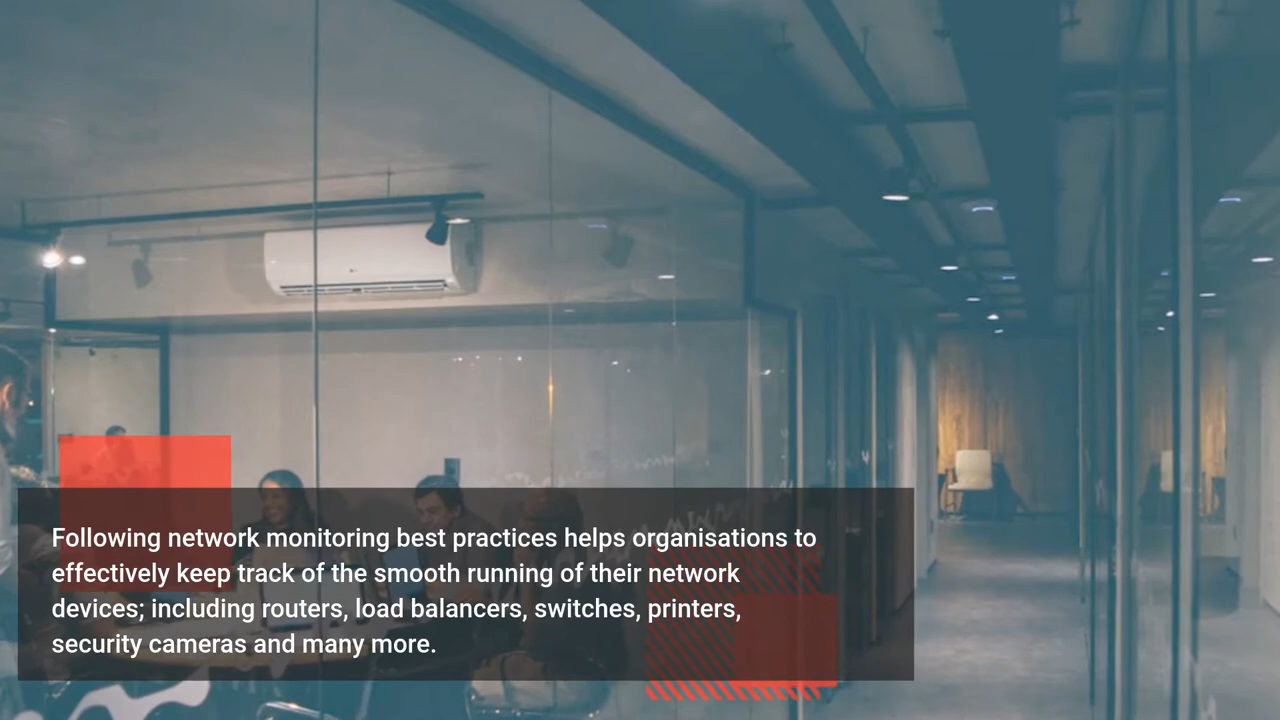 Following network monitoring best practices helps organisations to
effectively keep track of the smooth running of their network
devices; including routers, load balancers, switches, printers,
security cameras and many more.